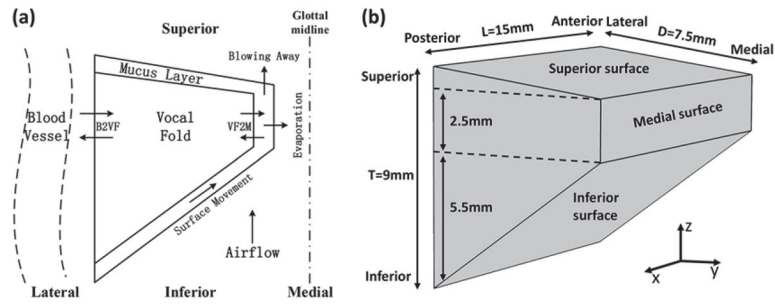 (a)
Superior
Glottal
midline
Blowing Away
Mucus Layer
Blood
Vessel
B2VF
Vocal
Fold
VF2M
Evaporation
Surface Movement
Airflow
Lateral
Inferior
Medial
(b)
Posterior
L=15mm
Anterior
Lateral
D=7.5mm
Medial
Superior
Superior surface
2.5mm
Medial surface
T=9mm
5.5mm
Inferior
surface
Inferior
z
x
y